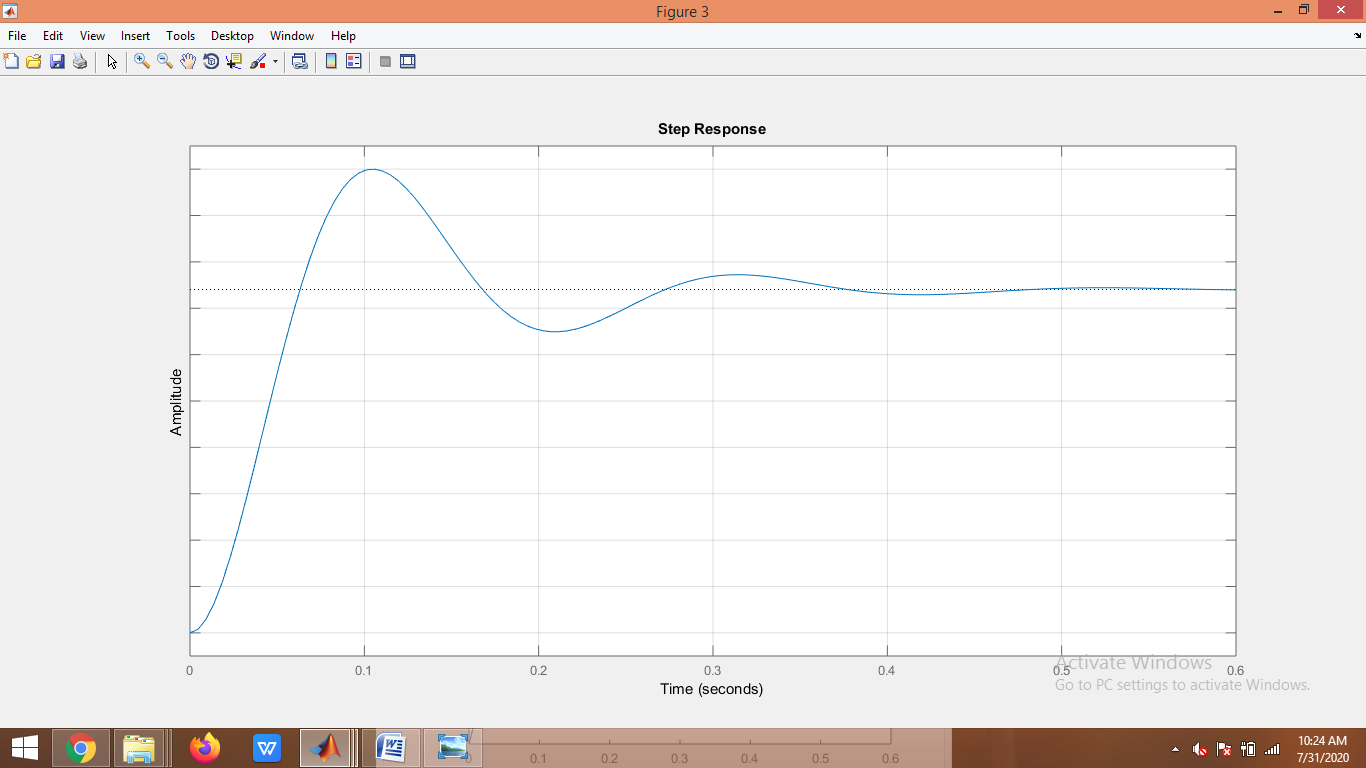 Figure 3
File Edit View Insert Tools Desktop Window Help
Step Response
Amplitude
0 0.1 0.2 0.3 0.4 0.5 0.6
Time (seconds)
Activate Windows
Go to PC settings to activate Windows.
W
W
0 0.1 0.2 0.3 0.4 0.5 0.6
10:24 AM
7/31/2020